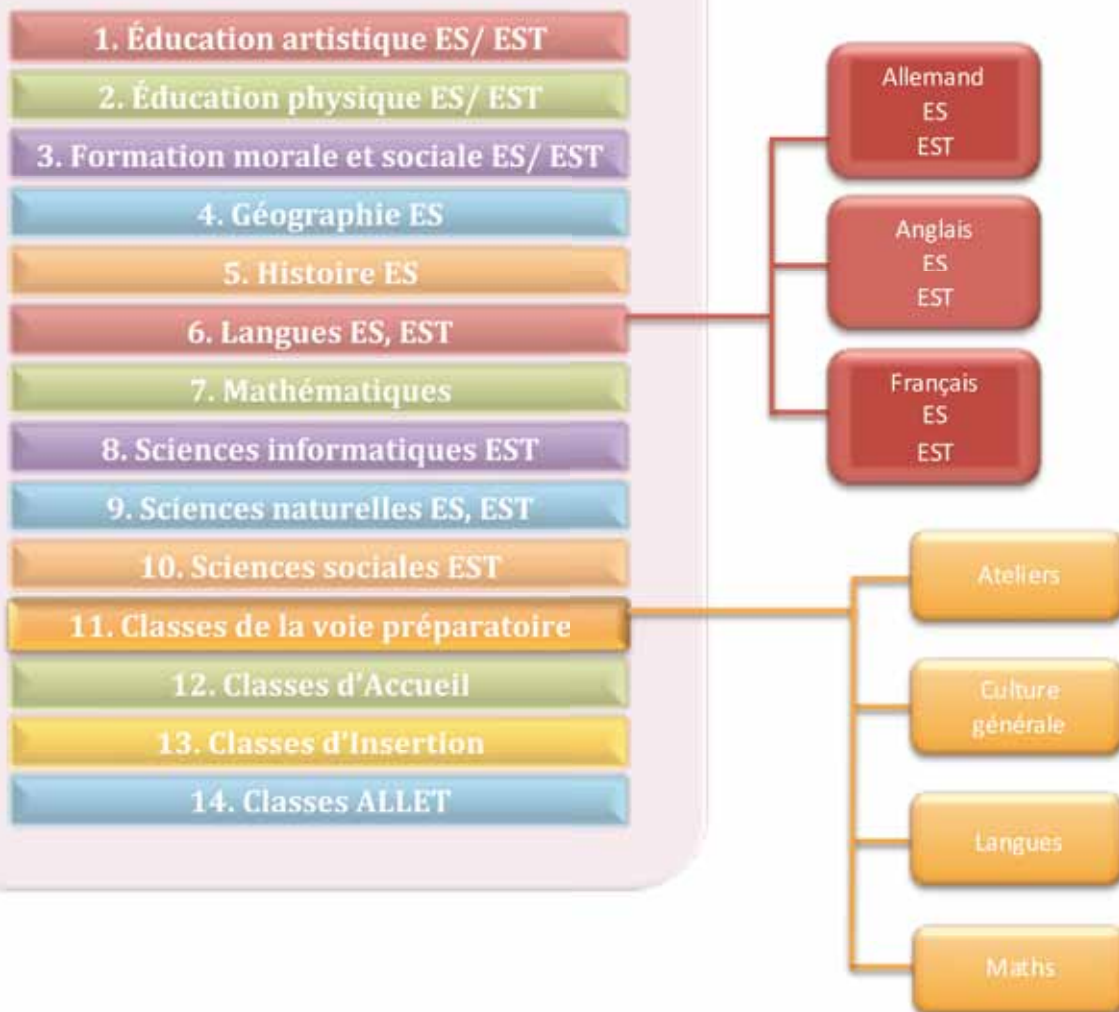 1. Éducation artistique ES/ EST
2. Éducation physique ES/ EST
3. Formation morale et sociale ES/ EST
4. Géographie ES
5. Histoire ES
6. Langues ES, EST
7. Mathématiques
8. Sciences informatiques EST
9. Sciences naturelles ES, EST
10. Sciences sociales EST
11. Classes de la voie préparatoire
12. Classes d'Accueil
13. Classes d'Insertion
14. Classes ALLET
Allemand
ES
EST
Anglais
ES
EST
Français
ES
EST
Ateliers
Culture
générale
Langues
Maths